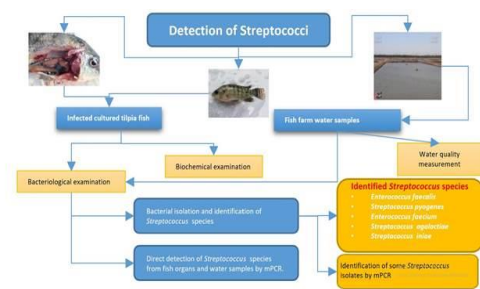 Detection of Streptococci
Infected cultured tilpia fish
Fish farm water samples
Water quality
measurement
Biochemical examination
Bacteriological examination
Identified Streptococcus species
• Enterococcus faecalis
• Streptococcus pyogenes
• Enterococcus faecium
• Streptococcus agalactiae
• Streptococcus iniae
Bacterial isolation and identification of
Streptococcus species
Direct detection of Streptococcus species
from fish organs and water samples by mPCR.
Identification of some Streptococcus
isolates by mPCR